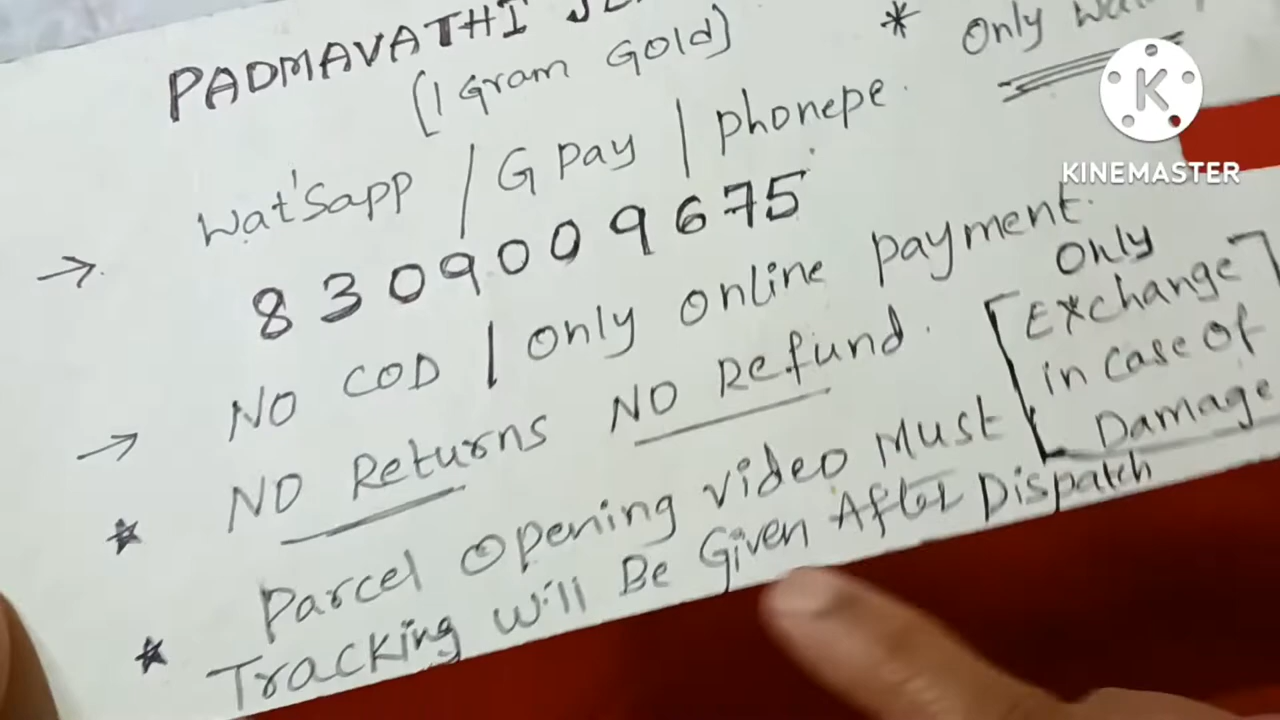 PADMAVATHI
(1 Gram Gold)
* Only
Wat'sapp / G pay / phonepe.
→ 8309009675
NO COD / only online payment.
→ NO Returns NO Refund.
[Only Exchange
in case of
Damage]
* Parcel Opening video Must
* Tracking will Be Given After Dispatch
K
KINEMASTER